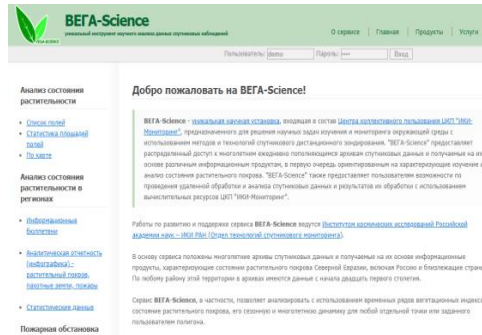 ВЕГА-Science
уникальный инструмент научного анализа данных спутниковых наблюдений
О сервисе Главная Продукты Услуги
Пользователь: demo Пароль: Вход
Анализ состояния
растительности
Список полей
Статистика площадей
полей
По карте
Анализ состояния
растительности в
регионах
Информационные
бюллетени
Аналитическая отчетность
(инфографика) -
растительный покров,
пахотные земли, пожары
Статистические данные
Пожарная обстановка
Добро пожаловать на ВЕГА-Science!
ВЕГА-Science - уникальная научная установка, входящая в состав Центра коллективного пользования ЦКП "ИКИ-
Мониторинг", предназначенного для решения научных задач изучения и мониторинга окружающей среды с
использованием методов и технологий спутникового дистанционного зондирования. "ВЕГА-Science" предоставляет
распределенный доступ к многолетним ежедневно пополняющимся архивам спутниковых данных и получаемых на их
основе различным информационным продуктам, в первую очередь ориентированным на характеризующие изучение и
анализ состояния растительного покрова. "ВЕГА-Science" также предоставляет пользователям возможности по
проведения удаленной обработки и анализа спутниковых данных и результатов их обработки с использованием
вычислительных ресурсов ЦКП "ИКИ-Мониторинг".
Работы по развитию и поддержке сервиса ВЕГА-Science ведутся Институтом космических исследований Российской
академии наук – ИКИ РАН (Отдел технологий спутникового мониторинга).
В основу сервиса положены многолетние архивы спутниковых данных и получаемые на их основе информационные
продукты, характеризующие состояния растительного покрова Северной Евразии, включая Россию и близлежащие стран
По любому району этой территории в архивах имеются данные с начала двадцать первого столетия.
Сервис ВЕГА-Science, в частности, позволяет анализировать с использованием временных рядов вегетационных индексо
состояние растительного покрова, его сезонную и многолетнюю динамику для любой отдельной точки или заданного
пользователем полигона.